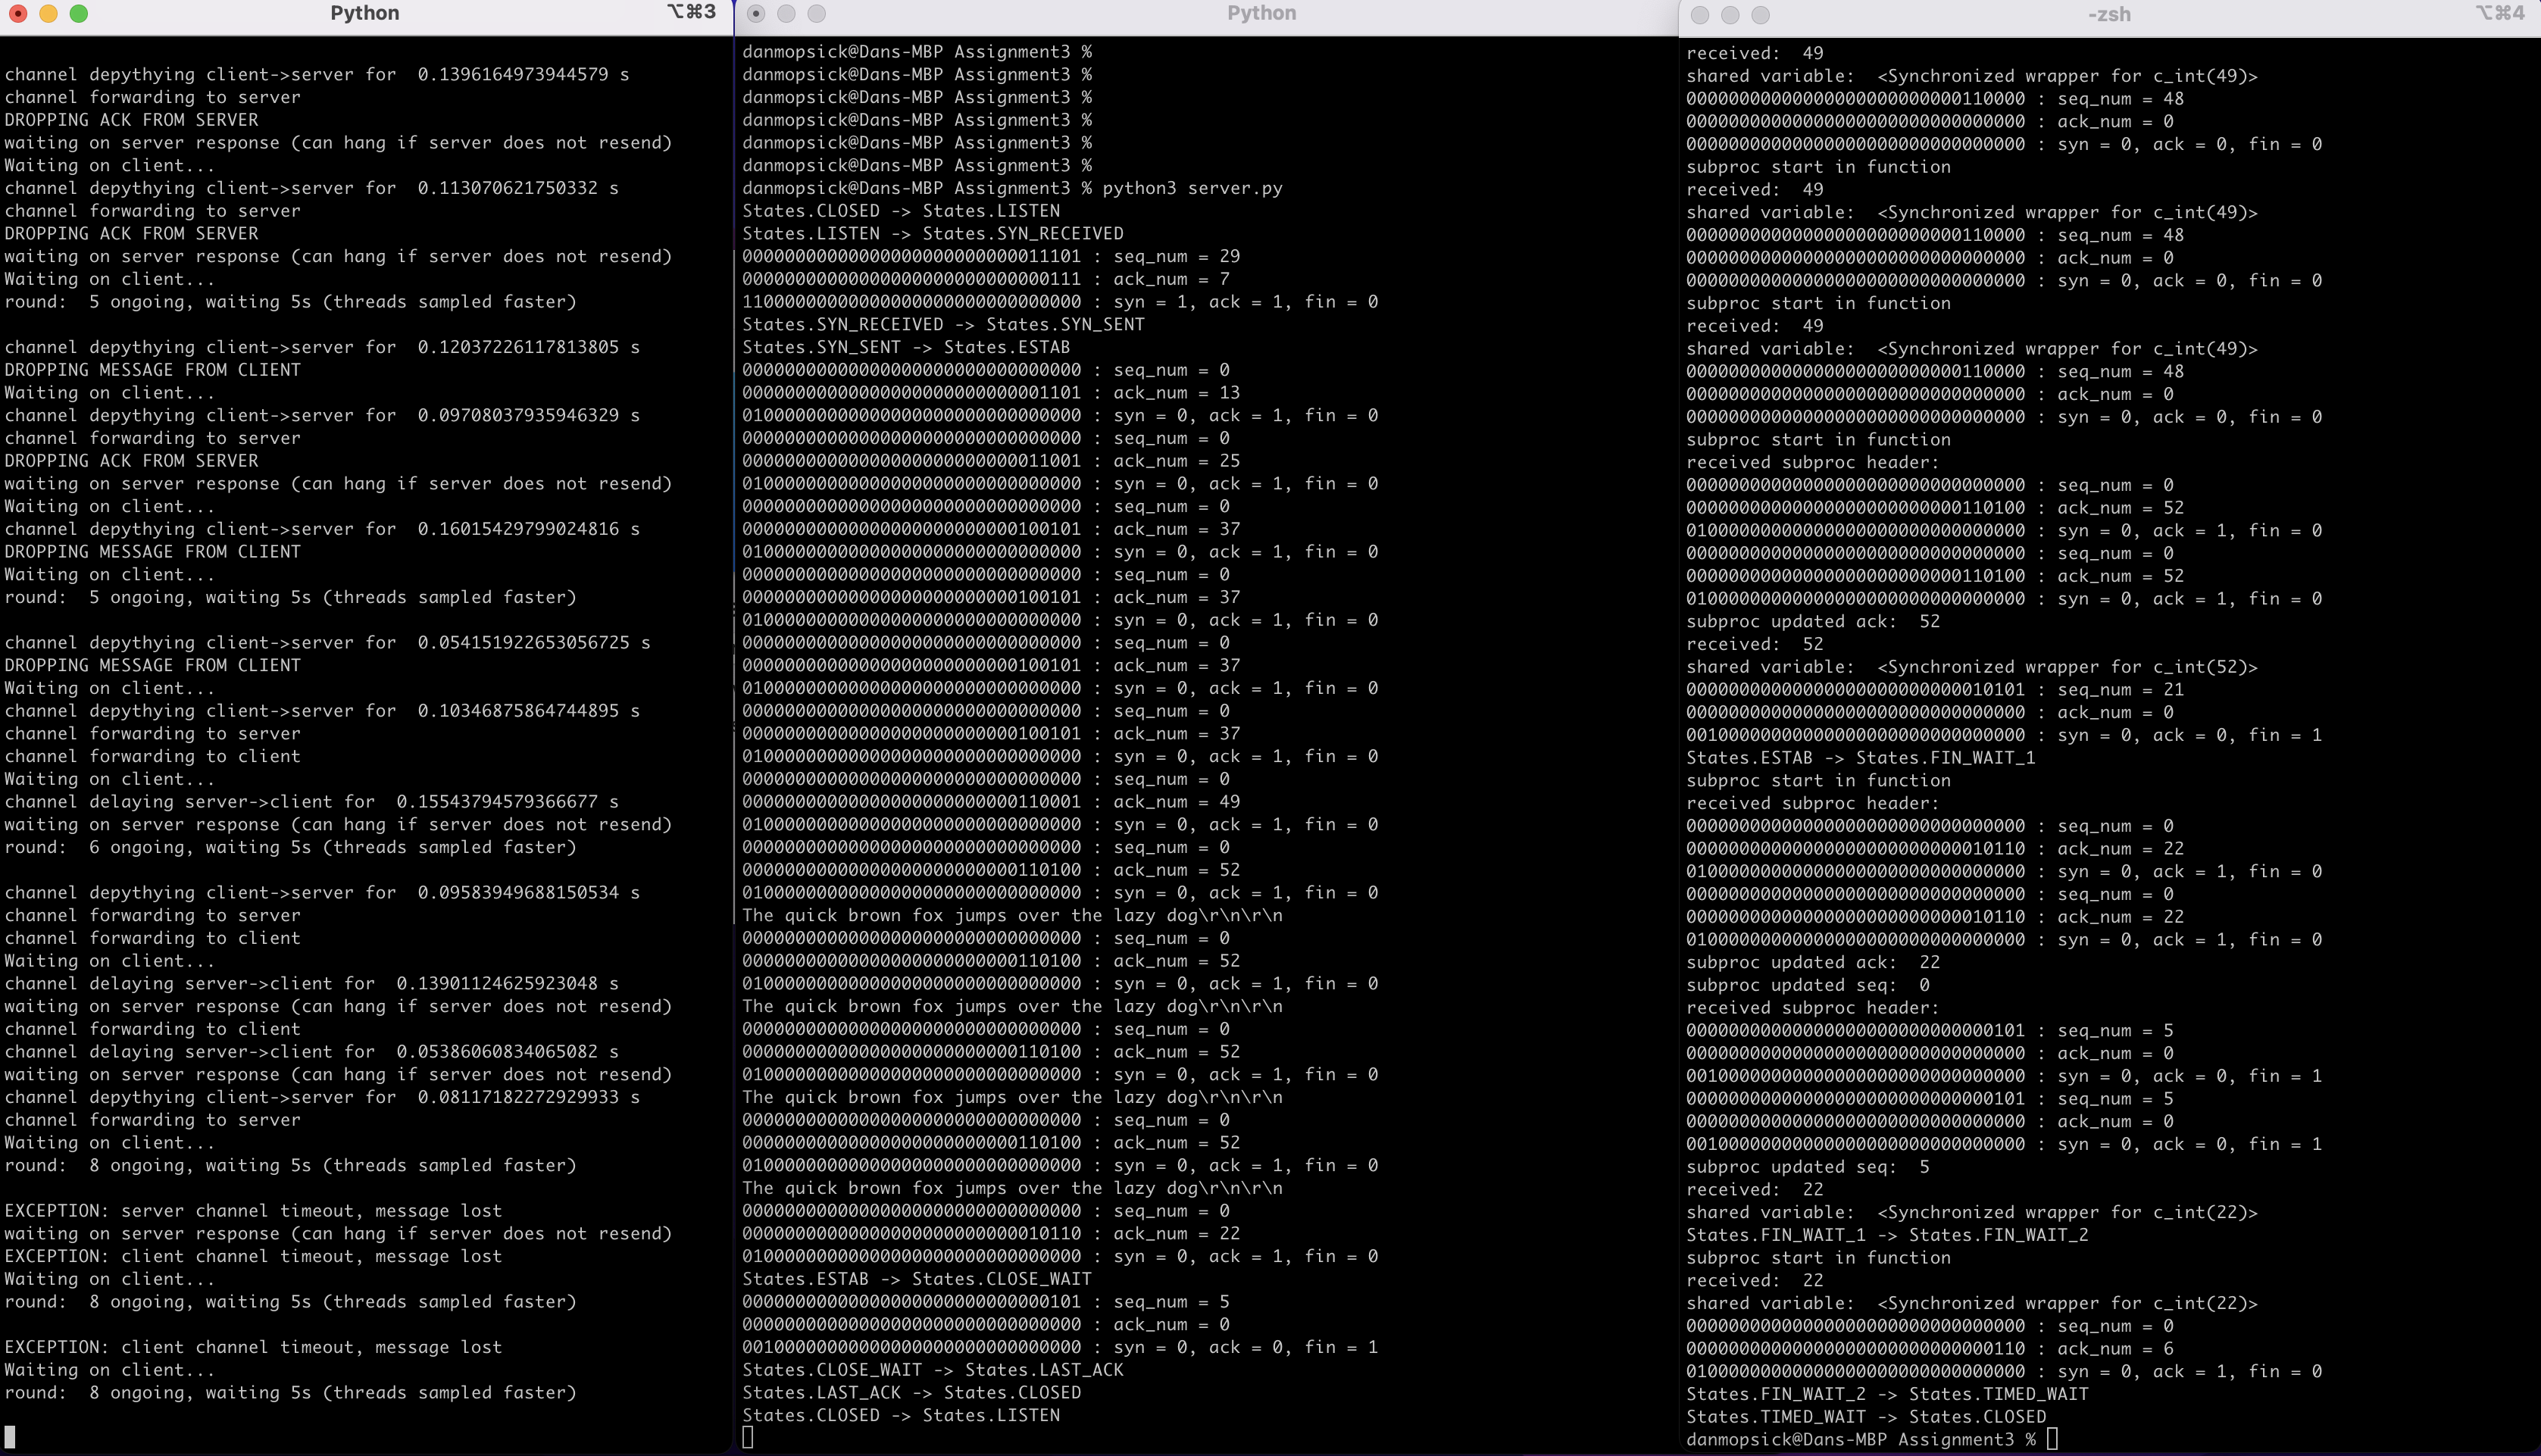 Python
⌥⌘3
channel depythying client->server for  0.1396164973944579 s
channel forwarding to server
DROPPING ACK FROM SERVER
waiting on server response (can hang if server does not resend)
Waiting on client...
channel depythying client->server for  0.113070621750332 s
channel forwarding to server
DROPPING ACK FROM SERVER
waiting on server response (can hang if server does not resend)
Waiting on client...
round:  5 ongoing, waiting 5s (threads sampled faster)
channel depythying client->server for  0.12037226117813805 s
DROPPING MESSAGE FROM CLIENT
Waiting on client...
channel depythying client->server for  0.09708037935946329 s
channel forwarding to server
DROPPING ACK FROM SERVER
waiting on server response (can hang if server does not resend)
Waiting on client...
channel depythying client->server for  0.16015429799024816 s
DROPPING MESSAGE FROM CLIENT
Waiting on client...
round:  5 ongoing, waiting 5s (threads sampled faster)
channel depythying client->server for  0.054151922653056725 s
DROPPING MESSAGE FROM CLIENT
Waiting on client...
channel depythying client->server for  0.10346875864744895 s
channel forwarding to server
channel forwarding to client
Waiting on client...
channel delaying server->client for  0.15543794579366677 s
waiting on server response (can hang if server does not resend)
round:  6 ongoing, waiting 5s (threads sampled faster)
channel depythying client->server for  0.09583949688150534 s
channel forwarding to server
channel forwarding to client
Waiting on client...
channel delaying server->client for  0.13901124625923048 s
waiting on server response (can hang if server does not resend)
channel forwarding to client
channel delaying server->client for  0.05386060834065082 s
waiting on server response (can hang if server does not resend)
channel depythying client->server for  0.08117182272929933 s
channel forwarding to server
Waiting on client...
round:  8 ongoing, waiting 5s (threads sampled faster)
EXCEPTION: server channel timeout, message lost
waiting on server response (can hang if server does not resend)
EXCEPTION: client channel timeout, message lost
Waiting on client...
round:  8 ongoing, waiting 5s (threads sampled faster)
EXCEPTION: client channel timeout, message lost
Waiting on client...
round:  8 ongoing, waiting 5s (threads sampled faster)
Python
danmopsick@Dans-MBP Assignment3 %
danmopsick@Dans-MBP Assignment3 %
danmopsick@Dans-MBP Assignment3 %
danmopsick@Dans-MBP Assignment3 %
danmopsick@Dans-MBP Assignment3 %
danmopsick@Dans-MBP Assignment3 %
danmopsick@Dans-MBP Assignment3 % python3 server.py
States.CLOSED -> States.LISTEN
States.LISTEN -> States.SYN_RECEIVED
00000000000000000000000000011101 : seq_num = 29
00000000000000000000000000000111 : ack_num = 7
11000000000000000000000000000000 : syn = 1, ack = 1, fin = 0
States.SYN_RECEIVED -> States.SYN_SENT
States.SYN_SENT -> States.ESTAB
00000000000000000000000000000000 : seq_num = 0
00000000000000000000000000001101 : ack_num = 13
01000000000000000000000000000000 : syn = 0, ack = 1, fin = 0
00000000000000000000000000000000 : seq_num = 0
00000000000000000000000000011001 : ack_num = 25
01000000000000000000000000000000 : syn = 0, ack = 1, fin = 0
00000000000000000000000000000000 : seq_num = 0
00000000000000000000000000100101 : ack_num = 37
01000000000000000000000000000000 : syn = 0, ack = 1, fin = 0
00000000000000000000000000000000 : seq_num = 0
00000000000000000000000000100101 : ack_num = 37
01000000000000000000000000000000 : syn = 0, ack = 1, fin = 0
00000000000000000000000000000000 : seq_num = 0
00000000000000000000000000100101 : ack_num = 37
01000000000000000000000000000000 : syn = 0, ack = 1, fin = 0
00000000000000000000000000000000 : seq_num = 0
00000000000000000000000000100101 : ack_num = 37
01000000000000000000000000000000 : syn = 0, ack = 1, fin = 0
00000000000000000000000000000000 : seq_num = 0
00000000000000000000000000110001 : ack_num = 49
01000000000000000000000000000000 : syn = 0, ack = 1, fin = 0
00000000000000000000000000000000 : seq_num = 0
00000000000000000000000000110100 : ack_num = 52
01000000000000000000000000000000 : syn = 0, ack = 1, fin = 0
The quick brown fox jumps over the lazy dog\r\n\r\n
00000000000000000000000000000000 : seq_num = 0
00000000000000000000000000110100 : ack_num = 52
01000000000000000000000000000000 : syn = 0, ack = 1, fin = 0
The quick brown fox jumps over the lazy dog\r\n\r\n
00000000000000000000000000000000 : seq_num = 0
00000000000000000000000000110100 : ack_num = 52
01000000000000000000000000000000 : syn = 0, ack = 1, fin = 0
The quick brown fox jumps over the lazy dog\r\n\r\n
00000000000000000000000000000000 : seq_num = 0
00000000000000000000000000110100 : ack_num = 52
01000000000000000000000000000000 : syn = 0, ack = 1, fin = 0
The quick brown fox jumps over the lazy dog\r\n\r\n
00000000000000000000000000000000 : seq_num = 0
00000000000000000000000000010110 : ack_num = 22
01000000000000000000000000000000 : syn = 0, ack = 1, fin = 0
States.ESTAB -> States.CLOSE_WAIT
00000000000000000000000000000101 : seq_num = 5
00000000000000000000000000000000 : ack_num = 0
00100000000000000000000000000000 : syn = 0, ack = 0, fin = 1
States.CLOSE_WAIT -> States.LAST_ACK
States.LAST_ACK -> States.CLOSED
States.CLOSED -> States.LISTEN
-zsh
⌥⌘4
received:  49
shared variable:  <Synchronized wrapper for c_int(49)>
00000000000000000000000000110000 : seq_num = 48
00000000000000000000000000000000 : ack_num = 0
00000000000000000000000000000000 : syn = 0, ack = 0, fin = 0
subproc start in function
received:  49
shared variable:  <Synchronized wrapper for c_int(49)>
00000000000000000000000000110000 : seq_num = 48
00000000000000000000000000000000 : ack_num = 0
00000000000000000000000000000000 : syn = 0, ack = 0, fin = 0
subproc start in function
received:  49
shared variable:  <Synchronized wrapper for c_int(49)>
00000000000000000000000000110000 : seq_num = 48
00000000000000000000000000000000 : ack_num = 0
00000000000000000000000000000000 : syn = 0, ack = 0, fin = 0
subproc start in function
received subproc header:
00000000000000000000000000000000 : seq_num = 0
00000000000000000000000000110100 : ack_num = 52
01000000000000000000000000000000 : syn = 0, ack = 1, fin = 0
00000000000000000000000000000000 : seq_num = 0
00000000000000000000000000110100 : ack_num = 52
01000000000000000000000000000000 : syn = 0, ack = 1, fin = 0
subproc updated ack:  52
received:  52
shared variable:  <Synchronized wrapper for c_int(52)>
00000000000000000000000000010101 : seq_num = 21
00000000000000000000000000000000 : ack_num = 0
00100000000000000000000000000000 : syn = 0, ack = 0, fin = 1
States.ESTAB -> States.FIN_WAIT_1
subproc start in function
received subproc header:
00000000000000000000000000000000 : seq_num = 0
00000000000000000000000000010110 : ack_num = 22
01000000000000000000000000000000 : syn = 0, ack = 1, fin = 0
00000000000000000000000000000000 : seq_num = 0
00000000000000000000000000010110 : ack_num = 22
01000000000000000000000000000000 : syn = 0, ack = 1, fin = 0
subproc updated ack:  22
subproc updated seq:  0
received subproc header:
00000000000000000000000000000101 : seq_num = 5
00000000000000000000000000000000 : ack_num = 0
00100000000000000000000000000000 : syn = 0, ack = 0, fin = 1
00000000000000000000000000000101 : seq_num = 5
00000000000000000000000000000000 : ack_num = 0
00100000000000000000000000000000 : syn = 0, ack = 0, fin = 1
subproc updated seq:  5
received:  22
shared variable:  <Synchronized wrapper for c_int(22)>
States.FIN_WAIT_1 -> States.FIN_WAIT_2
subproc start in function
received:  22
shared variable:  <Synchronized wrapper for c_int(22)>
00000000000000000000000000000000 : seq_num = 0
00000000000000000000000000000110 : ack_num = 6
01000000000000000000000000000000 : syn = 0, ack = 1, fin = 0
States.FIN_WAIT_2 -> States.TIMED_WAIT
States.TIMED_WAIT -> States.CLOSED
danmopsick@Dans-MBP Assignment3 %